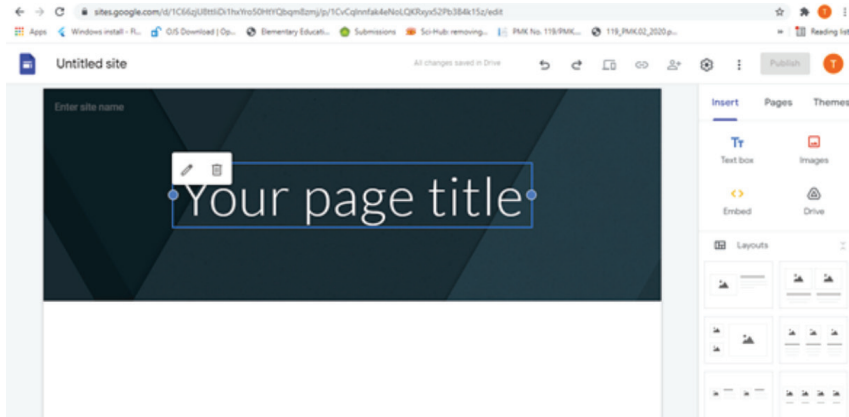 sites.google.com/d/1C66zjU8ttliDi1hxYro50HtYQbqm8zmj/p/1CvCqlnnfak4eNoLQKRxyx52Pb384k15z/edit
Apps Windows install - R... O/S Download | Op... Elementary Educati... Submissions Sci-Hub: removing... PMK No. 119/PMK... 119_PMK.02_2020.p... » Reading list
Untitled site All changes saved in Drive Publish T
Enter site name
Your page title
Insert Pages Themes
Text box Images
Embed Drive
Layouts